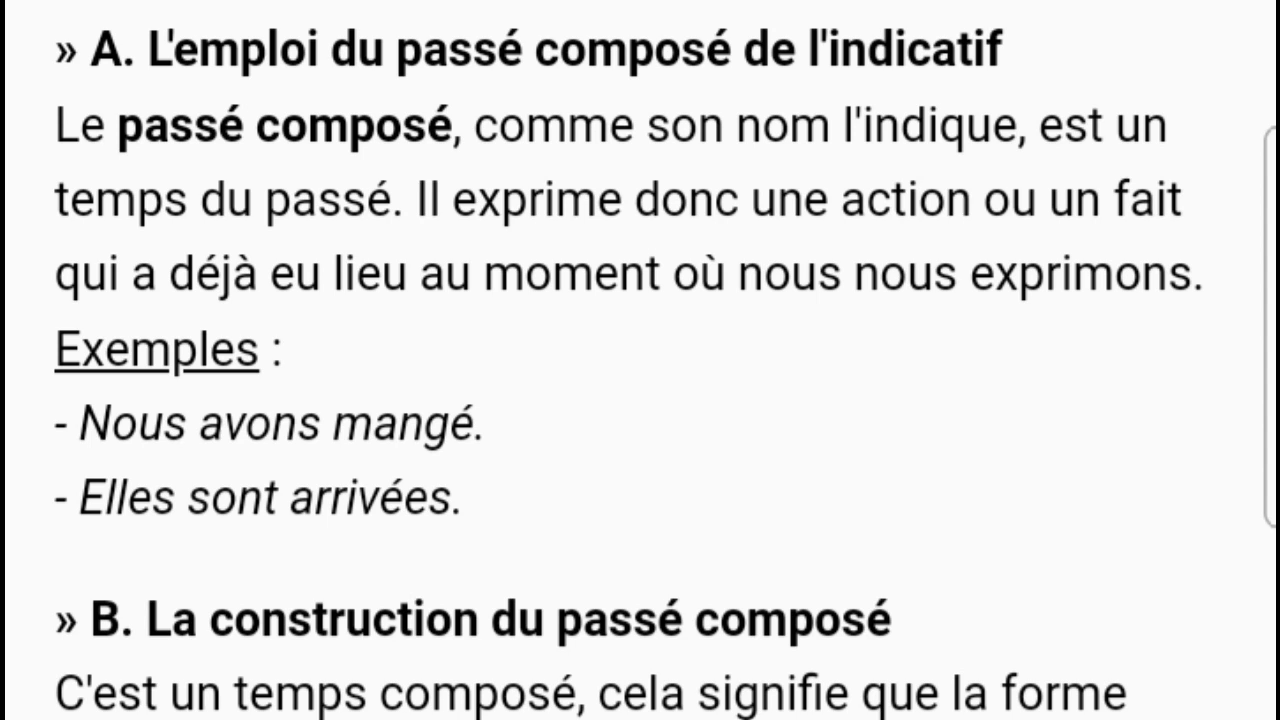 » A. L'emploi du passé composé de l'indicatif
Le passé composé, comme son nom l'indique, est un
temps du passé. Il exprime donc une action ou un fait
qui a déjà eu lieu au moment où nous nous exprimons.
Exemples :
- Nous avons mangé.
- Elles sont arrivées.
» B. La construction du passé composé
C'est un temps composé, cela signifie que la forme